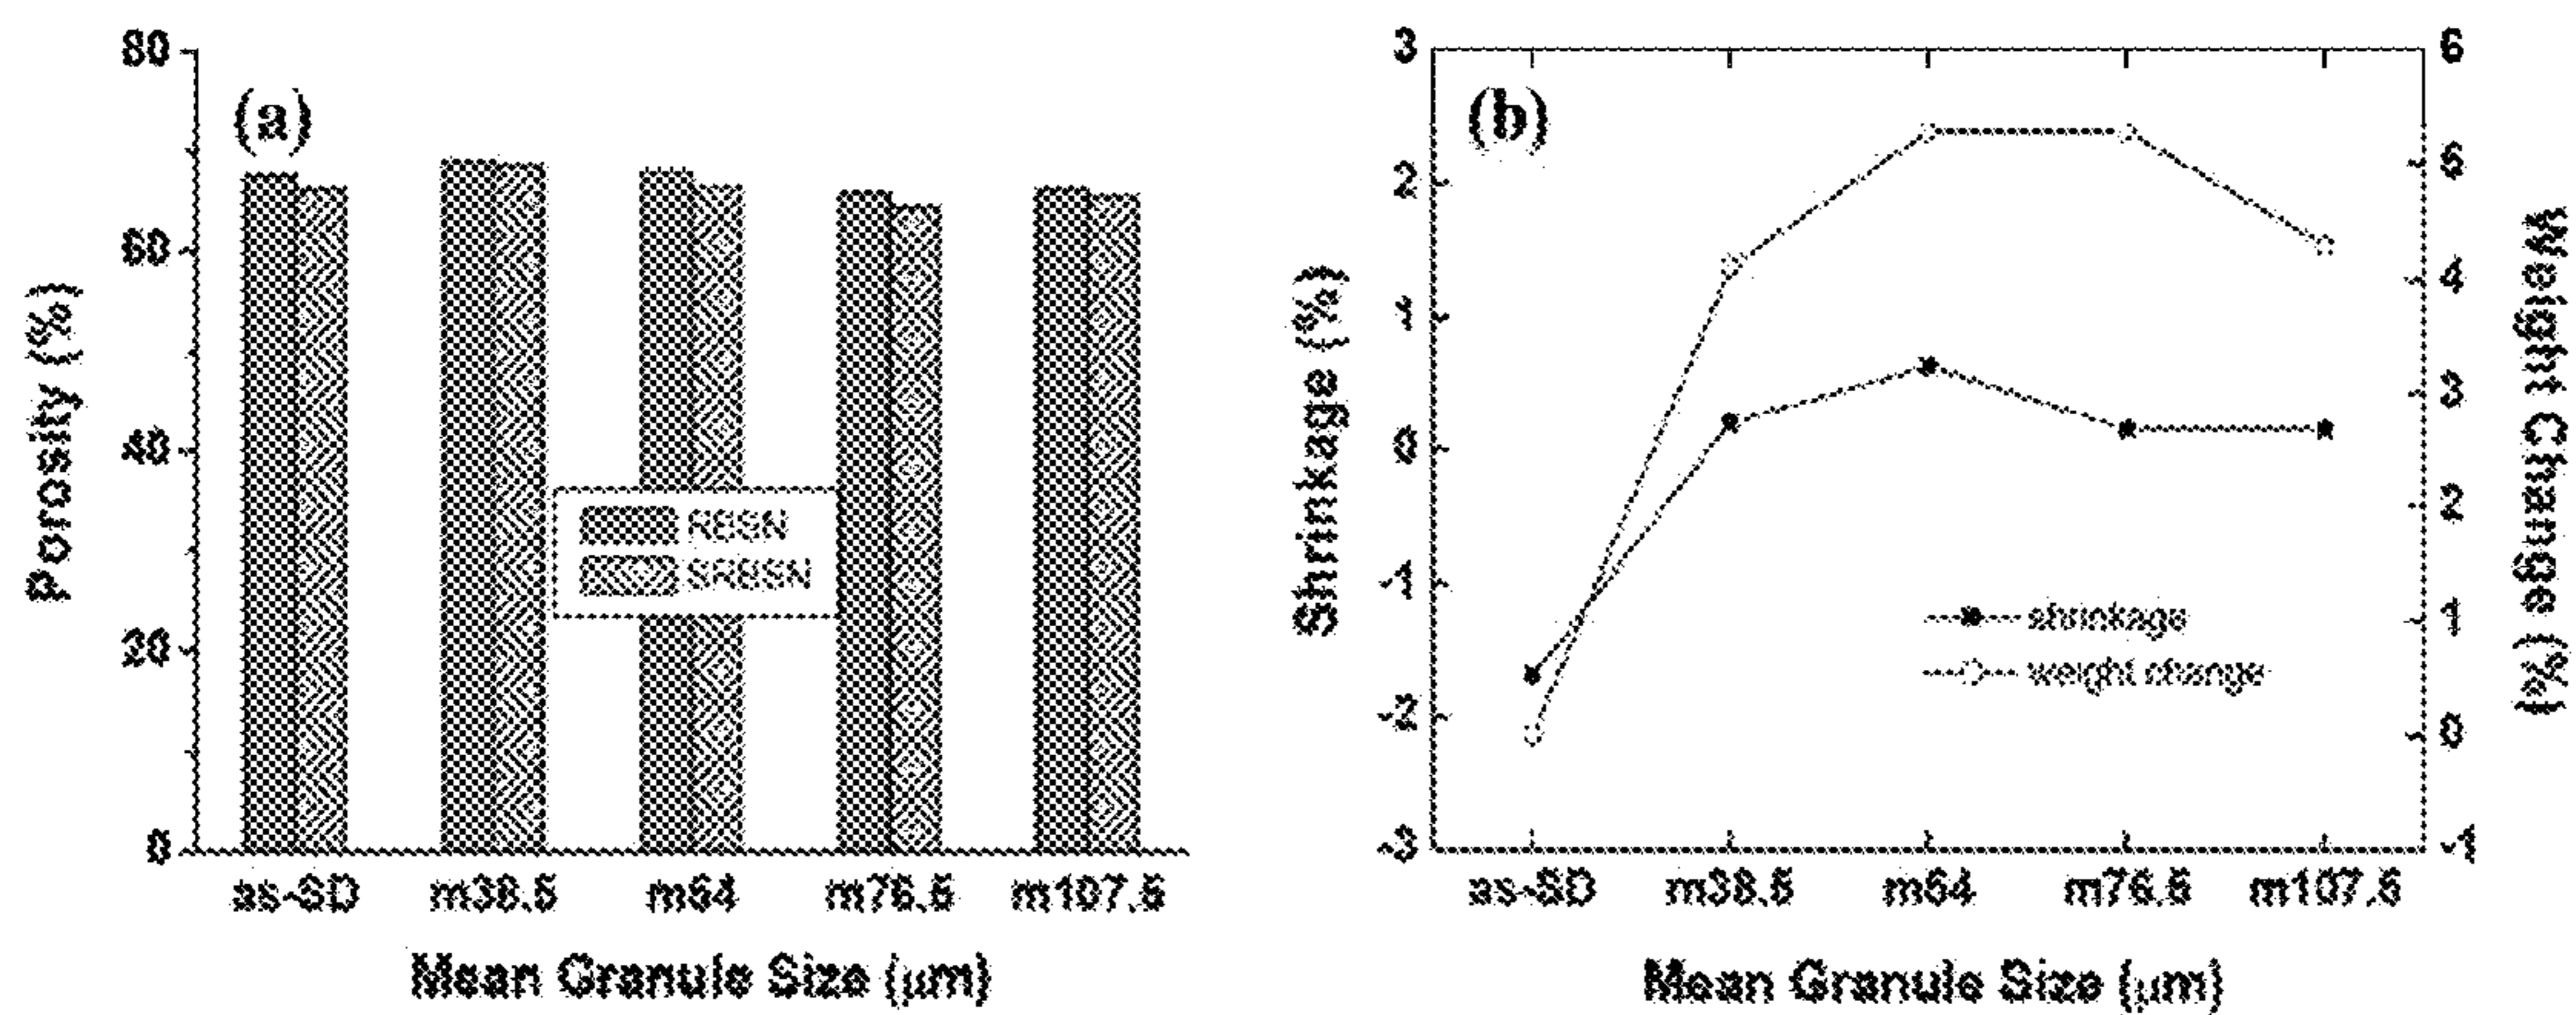 (a)
Porosity (%)
80
60
40
20
0
RBSN
SRBSN
as-SD m38.5 m64 m76.5 m107.5
Mean Granule Size (μm)
(b)
Shrinkage (%)
3
2
1
0
-1
-2
-3
Weight Change (%)
6
5
4
3
2
1
0
-1
shrinkage
weight change
as-SD m38.5 m64 m76.5 m107.5
Mean Granule Size (μm)